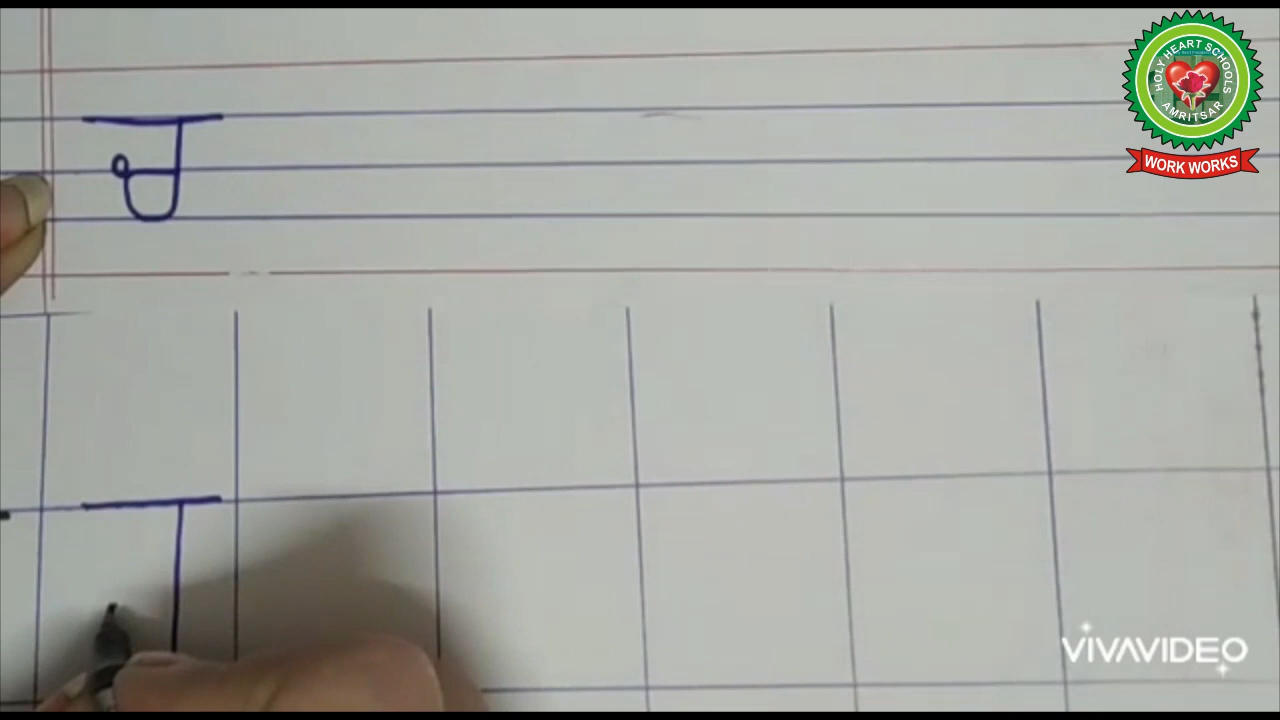 HOLY HEART SCHOOLS
AMRITSAR
WORK WORKS
ਚ
VIVAVIDEO